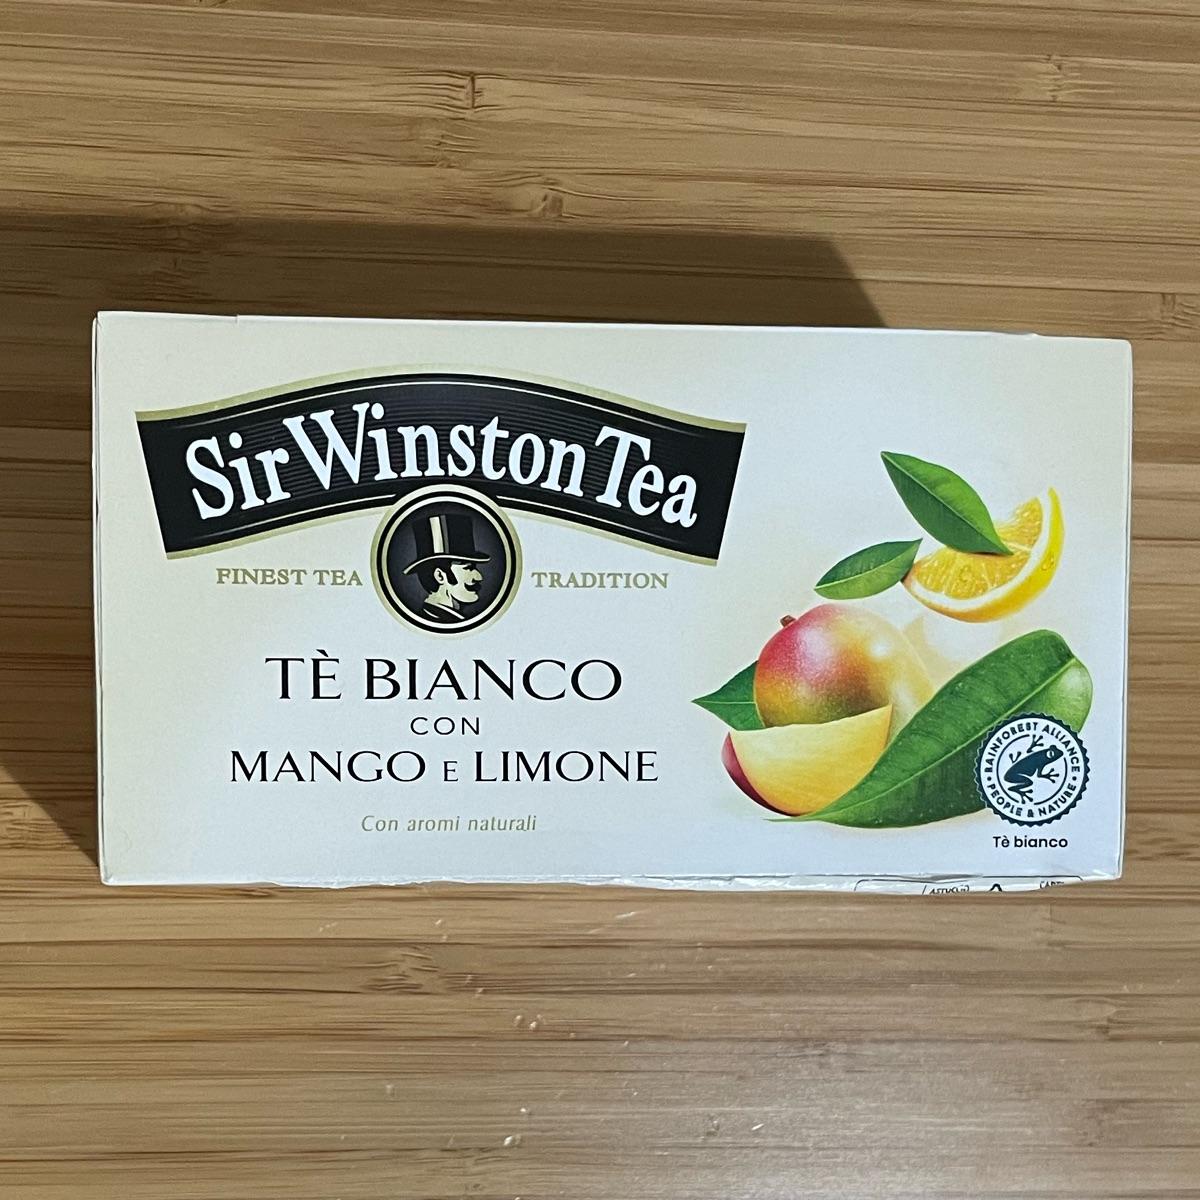 Sir Winston Tea
FINEST TEA TRADITION
TÈ BIANCO
CON
MANGO E LIMONE
Con aromi naturali
RAINFOREST ALLIANCE
PEOPLE & NATURE
Tè bianco
ASTUCCIO